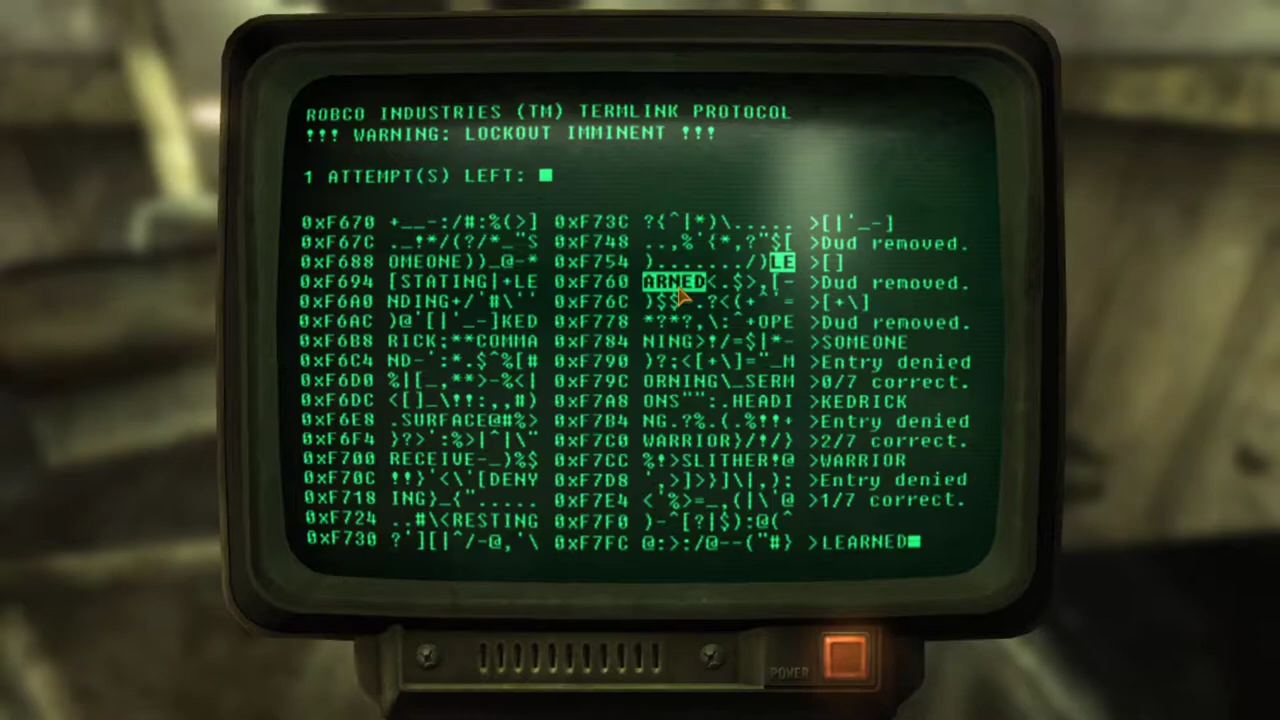 ROBCO INDUSTRIES (TM) TERMLINK PROTOCOL
!!! WARNING: LOCKOUT IMMINENT !!!
1 ATTEMPT(S) LEFT:
0xF670 +__-:/#:%(>] 0xF73C ?{^|*)\..... >[|'_-]
0xF67C ._!*/(?/*_"S 0xF748 ..,%'{*,?"$[ >Dud removed.
0xF688 OMEONE))_@-* 0xF754 )......./)LE >[]
0xF694 [STATING|+LE 0xF760 ARNED<.$>,[- >Dud removed.
0xF6A0 NDING+/'#\'' 0xF76C )$$^.?<(+^'= >[+\]
0xF6AC )@'[|'_-]KED 0xF778 *?*?,\:^+OPE >Dud removed.
0xF6B8 RICK;**COMMA 0xF784 NING>!/=$|*- >SOMEONE
0xF6C4 ND-':*.$^%[# 0xF790 )?;<[+\]="_M >Entry denied
0xF6D0 %|[_,**>-%<| 0xF79C ORNING\_SERM >0/7 correct.
0xF6DC <[]_\!!:,,#) 0xF7A8 ONS"":.HEADI >KEDRICK
0xF6E8 .SURFACE@#%> 0xF7B4 NG.?%.(.%!!+ >Entry denied
0xF6F4 }?>':%>|^|\" 0xF7C0 WARRIOR}/!/} >2/7 correct.
0xF700 RECEIVE-_)%$ 0xF7CC %!>SLITHER!@ >WARRIOR
0xF70C !!}'<\'[DENY 0xF7D8 ',>]>}]\|,): >Entry denied
0xF718 ING}_{"..... 0xF7E4 <'%>=_,(|\'@ >1/7 correct.
0xF724 ..#\<RESTING 0xF7F0 )-^[?|$):@(^
0xF730 ?'][|^/-@,'\ 0xF7FC @:>:/@--("#} >LEARNED
POWER